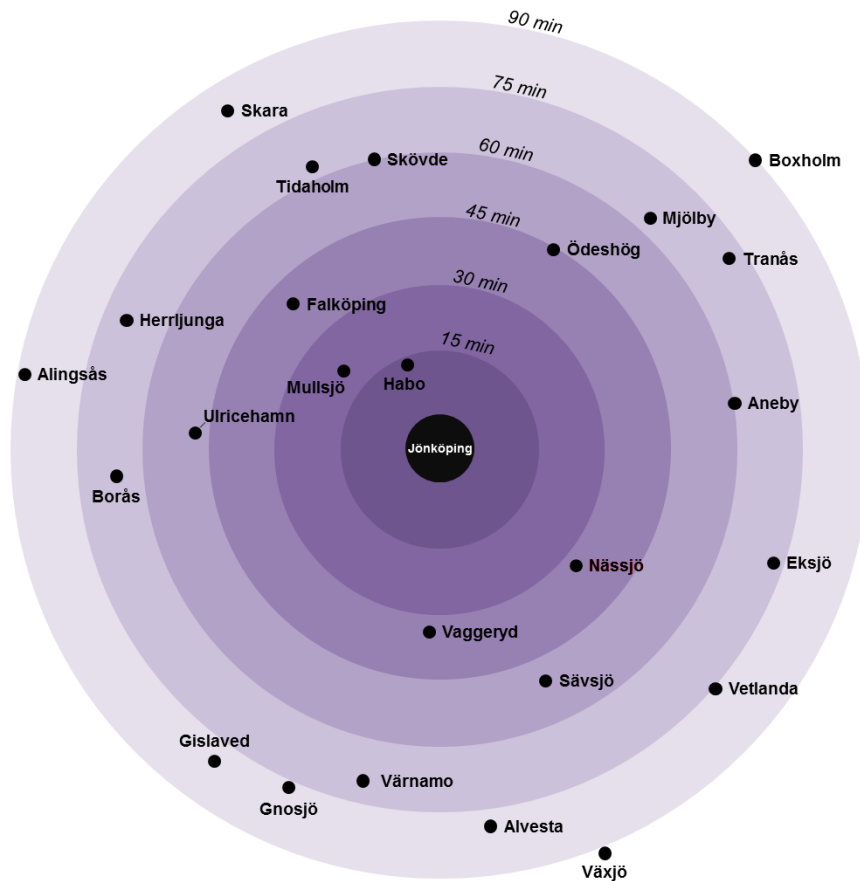 90 min
75 min
Skara
60 min
Skövde
Boxholm
Tidaholm
45 min
Mjölby
Ödeshög
Tranås
30 min
Falköping
Herrljunga
15 min
Alingsås
Mullsjö
Habo
Aneby
Ulricehamn
Jönköping
Borås
Eksjö
Nässjö
Vaggeryd
Sävsjö
Vetlanda
Gislaved
Värnamo
Gnosjö
Alvesta
Växjö